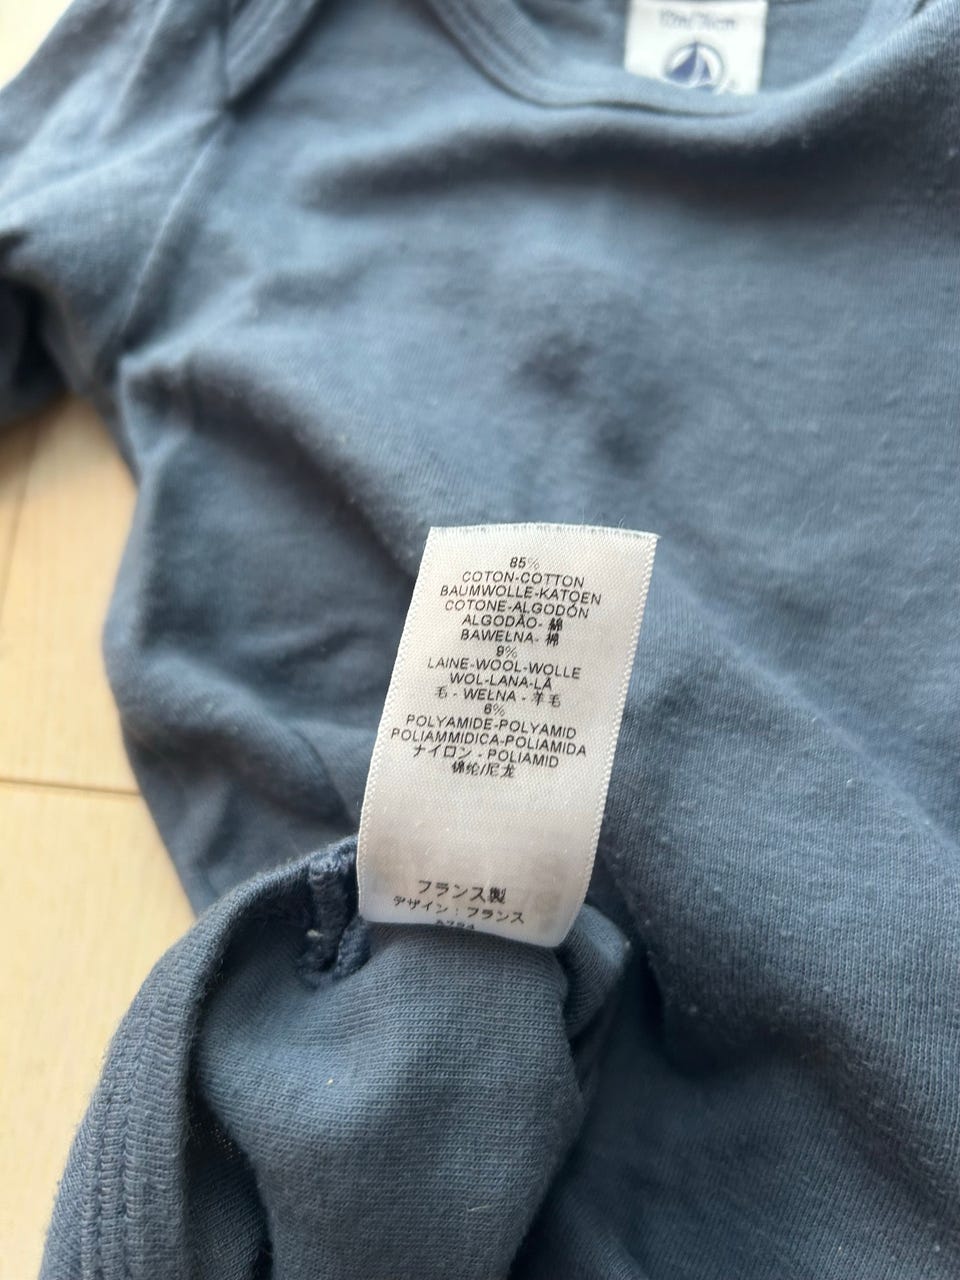 85%
COTON-COTTON
BAUMWOLLE-KATOEN
COTONE-ALGODÓN
ALGODÃO- 綿
BAWEŁNA- 棉
9%
LAINE-WOOL-WOLLE
WOL-LANA-LÃ
毛 - WEŁNA - 羊毛
6%
POLYAMIDE-POLYAMID
POLIAMMIDICA-POLIAMIDA
ナイロン - POLIAMID
锦纶/尼龙
フランス製
デザイン : フランス